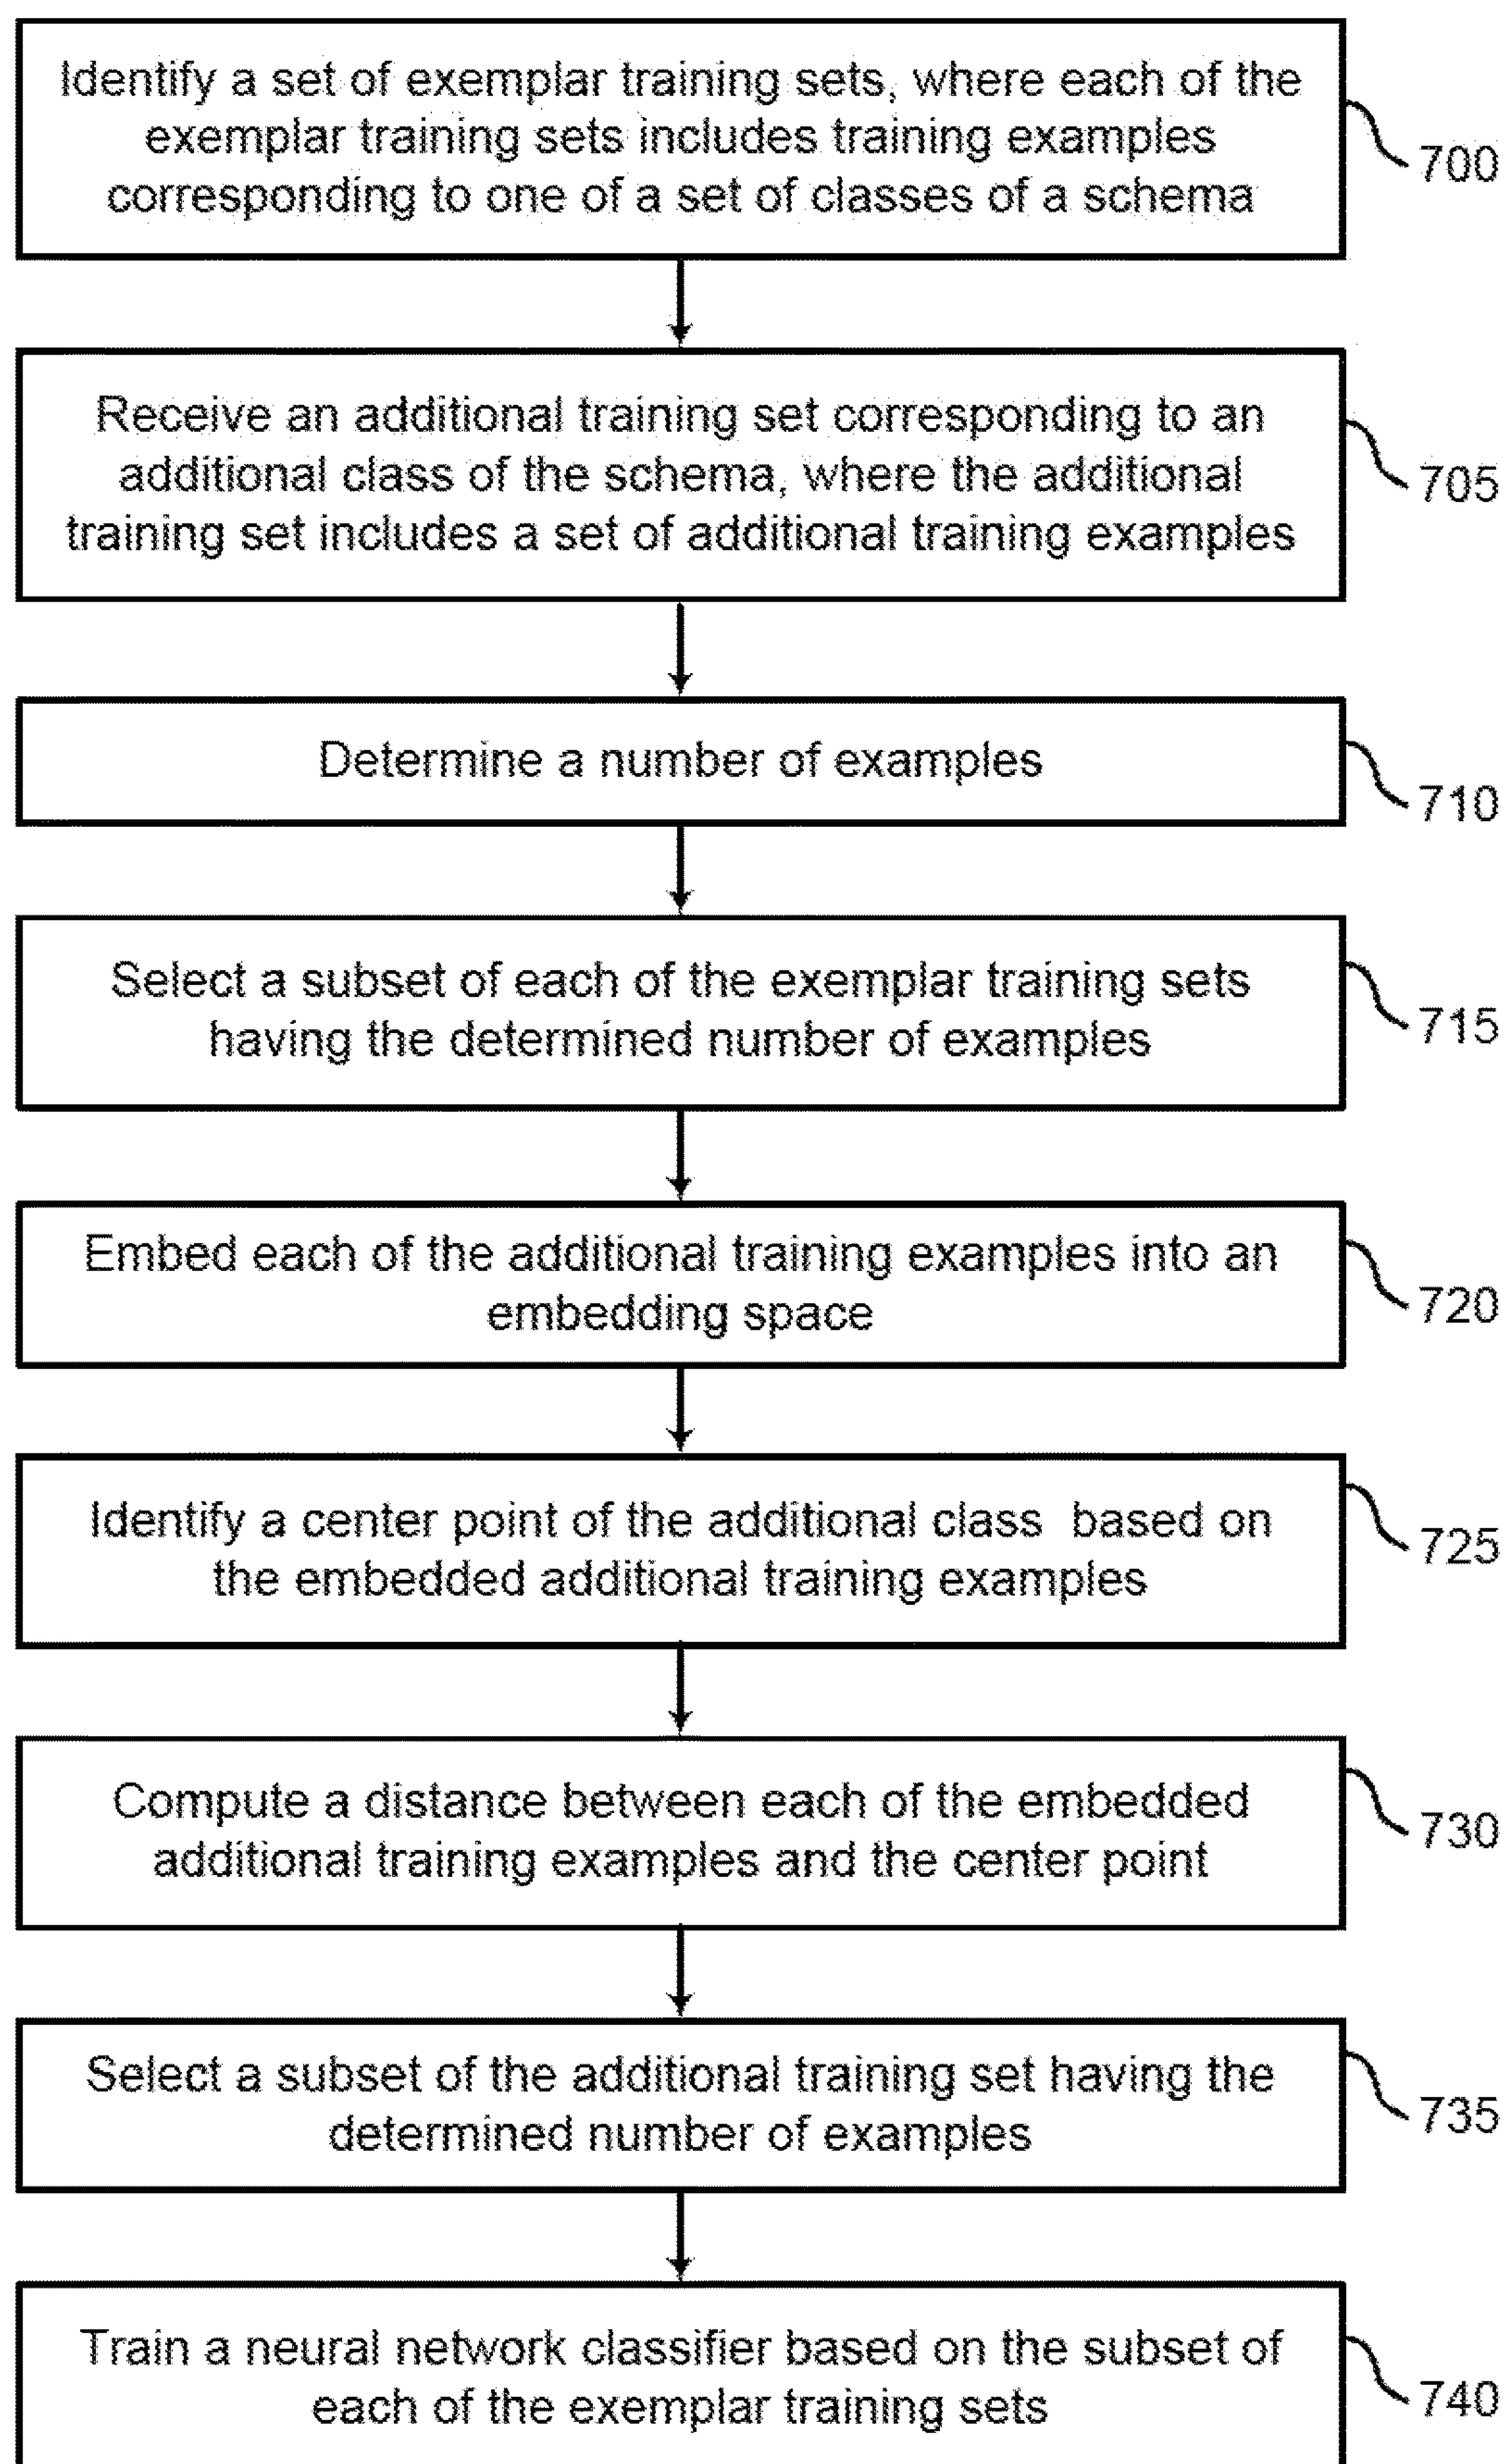 Identify a set of exemplar training sets, where each of the
exemplar training sets includes training examples
corresponding to one of a set of classes of a schema
700
Receive an additional training set corresponding to an
additional class of the schema, where the additional
training set includes a set of additional training examples
705
Determine a number of examples
710
Select a subset of each of the exemplar training sets
having the determined number of examples
715
Embed each of the additional training examples into an
embedding space
720
Identify a center point of the additional class based on
the embedded additional training examples
725
Compute a distance between each of the embedded
additional training examples and the center point
730
Select a subset of the additional training set having the
determined number of examples
735
Train a neural network classifier based on the subset of
each of the exemplar training sets
740